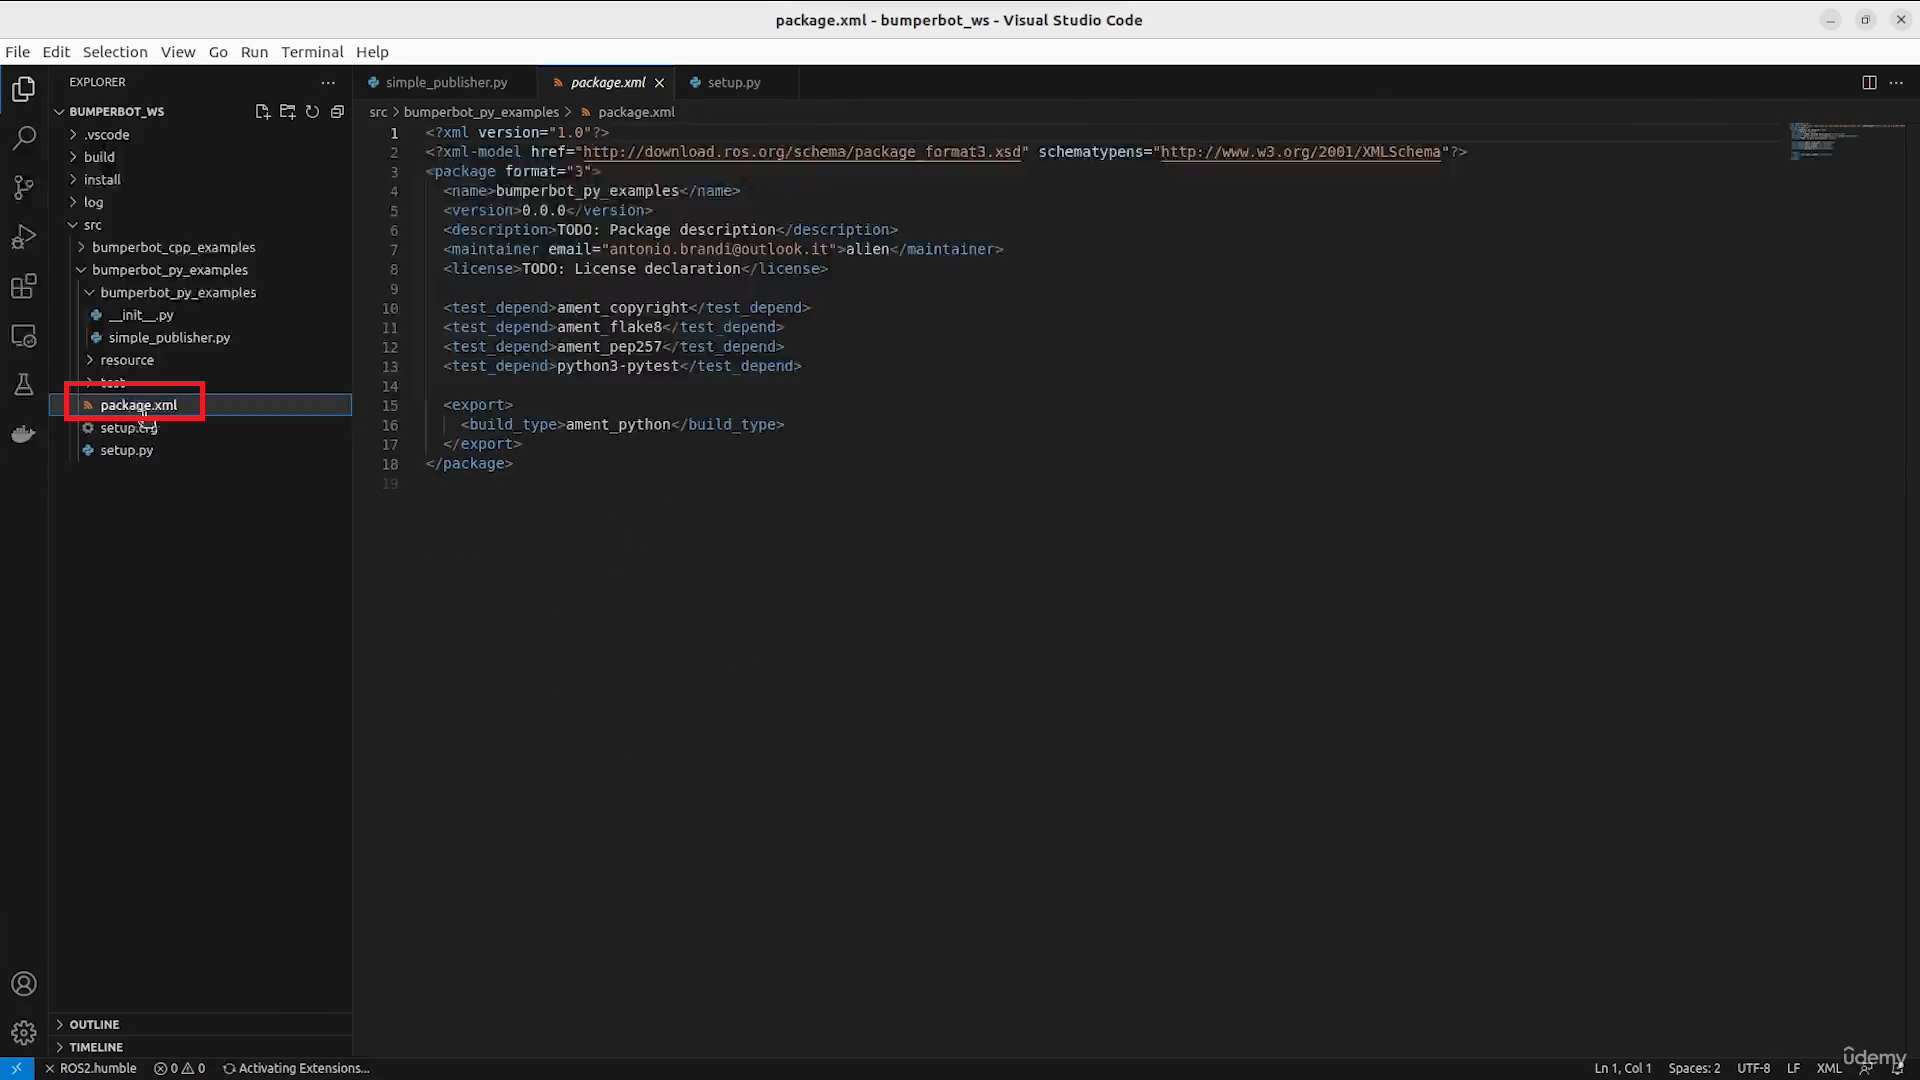 package.xml - bumperbot_ws - Visual Studio Code
File Edit Selection View Go Run Terminal Help
EXPLORER
BUMPERBOT_WS
.vscode
build
install
log
src
bumperbot_cpp_examples
bumperbot_py_examples
bumperbot_py_examples
__init__.py
simple_publisher.py
resource
test
package.xml
setup.cfg
setup.py
OUTLINE
TIMELINE
simple_publisher.py package.xml setup.py
src > bumperbot_py_examples > package.xml
1 <?xml version="1.0"?>
2 <?xml-model href="http://download.ros.org/schema/package_format3.xsd" schematypens="http://www.w3.org/2001/XMLSchema"?>
3 <package format="3">
4 <name>bumperbot_py_examples</name>
5 <version>0.0.0</version>
6 <description>TODO: Package description</description>
7 <maintainer email="antonio.brandi@outlook.it">alien</maintainer>
8 <license>TODO: License declaration</license>
9
10 <test_depend>ament_copyright</test_depend>
11 <test_depend>ament_flake8</test_depend>
12 <test_depend>ament_pep257</test_depend>
13 <test_depend>python3-pytest</test_depend>
14
15 <export>
16 <build_type>ament_python</build_type>
17 </export>
18 </package>
19
ROS2.humble 0 0 Activating Extensions... Ln 1, Col 1 Spaces: 2 UTF-8 LF XML
udemy